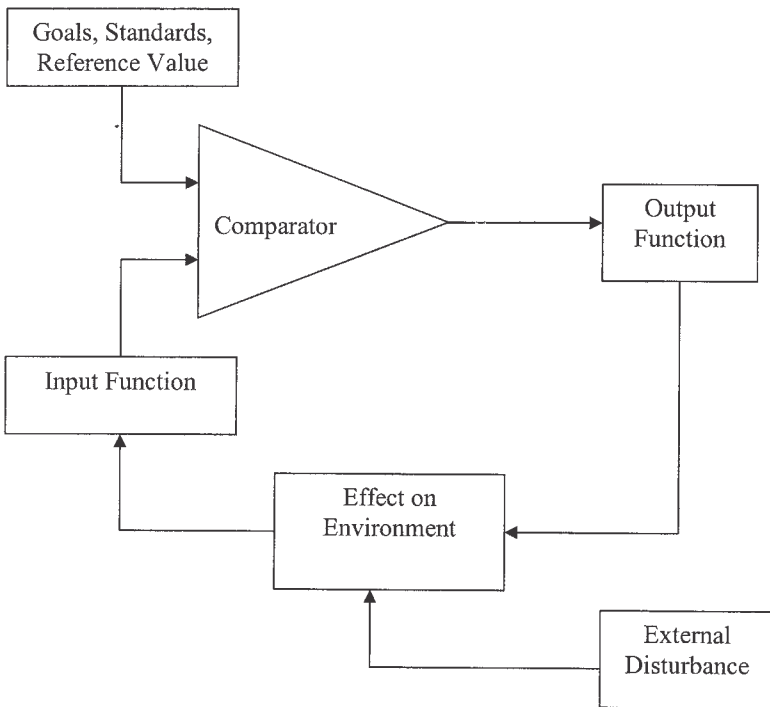 Goals, Standards,
Reference Value
Comparator
Output
Function
Input Function
Effect on
Environment
External
Disturbance